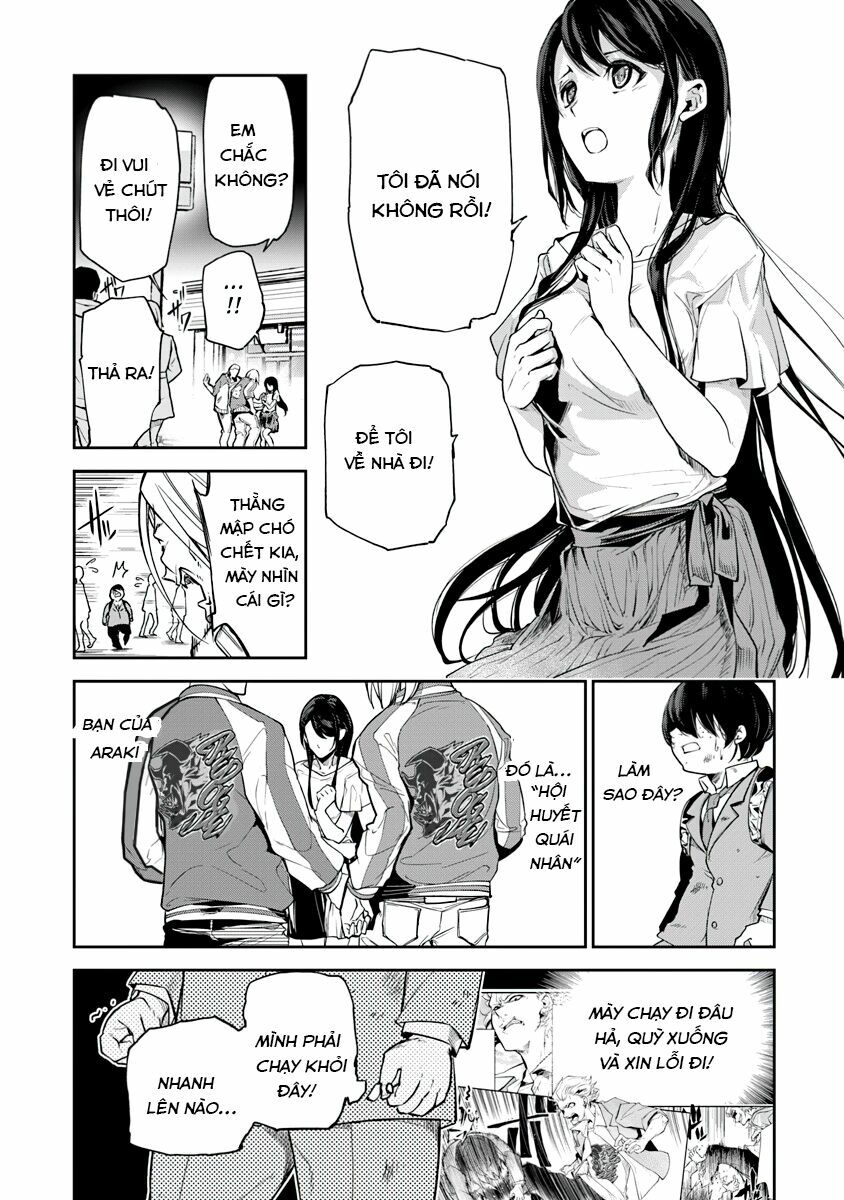 TÔI ĐÃ NÓI
KHÔNG RỒI!
ĐỂ TÔI
VỀ NHÀ ĐI!
EM
CHẮC
KHÔNG?
ĐI VUI
VẺ CHÚT
THÔI!
...
!!
THẢ RA!
THẰNG
MẬP CHÓ
CHẾT KIA,
MÀY NHÌN
CÁI GÌ?
LÀM
SAO ĐÂY?
ĐÓ LÀ...
"HỘI
HUYẾT
QUÁI
NHÂN"
BẠN CỦA
ARAKI
MÀY CHẠY ĐI ĐÂU
HẢ, QUỸ XUỐNG
VÀ XIN LỖI ĐI!
MÌNH PHẢI
CHẠY KHỎI
ĐÂY!
NHANH
LÊN NÀO...